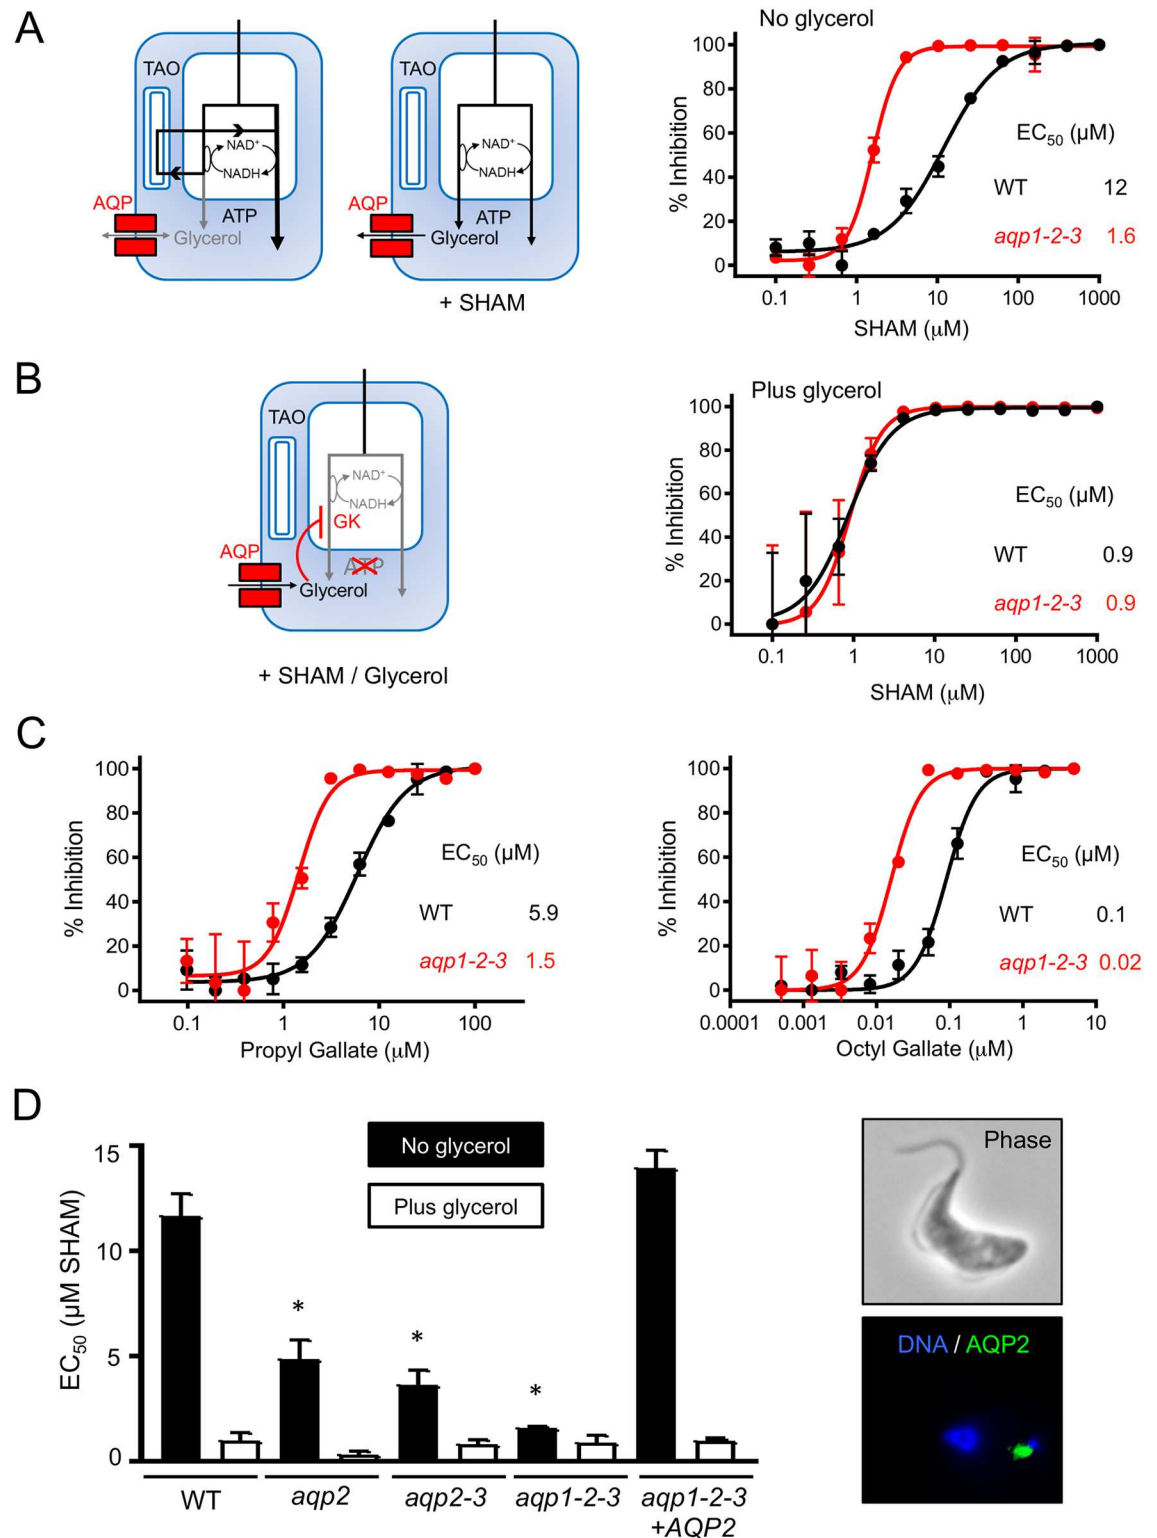 A
TAO
NAD⁺
NADH
AQP
ATP
Glycerol
TAO
NAD⁺
NADH
AQP
ATP
Glycerol
+ SHAM
No glycerol
100
80
60
40
20
0
% Inhibition
EC₅₀ (µM)
WT 12
aqp1-2-3 1.6
0.1 1 10 100 1000
SHAM (µM)
B
TAO
NAD⁺
NADH
GK
AQP
ATP
Glycerol
+ SHAM / Glycerol
Plus glycerol
100
80
60
40
20
0
% Inhibition
EC₅₀ (µM)
WT 0.9
aqp1-2-3 0.9
0.1 1 10 100 1000
SHAM (µM)
C
100
80
60
40
20
0
% Inhibition
EC₅₀ (µM)
WT 5.9
aqp1-2-3 1.5
0.1 1 10 100
Propyl Gallate (µM)
100
80
60
40
20
0
% Inhibition
EC₅₀ (µM)
WT 0.1
aqp1-2-3 0.02
0.0001 0.001 0.01 0.1 1 10
Octyl Gallate (µM)
D
15
10
5
0
EC₅₀ (µM SHAM)
No glycerol
Plus glycerol
*
*
*
WT
aqp2
aqp2-3
aqp1-2-3
aqp1-2-3
+AQP2
Phase
DNA / AQP2